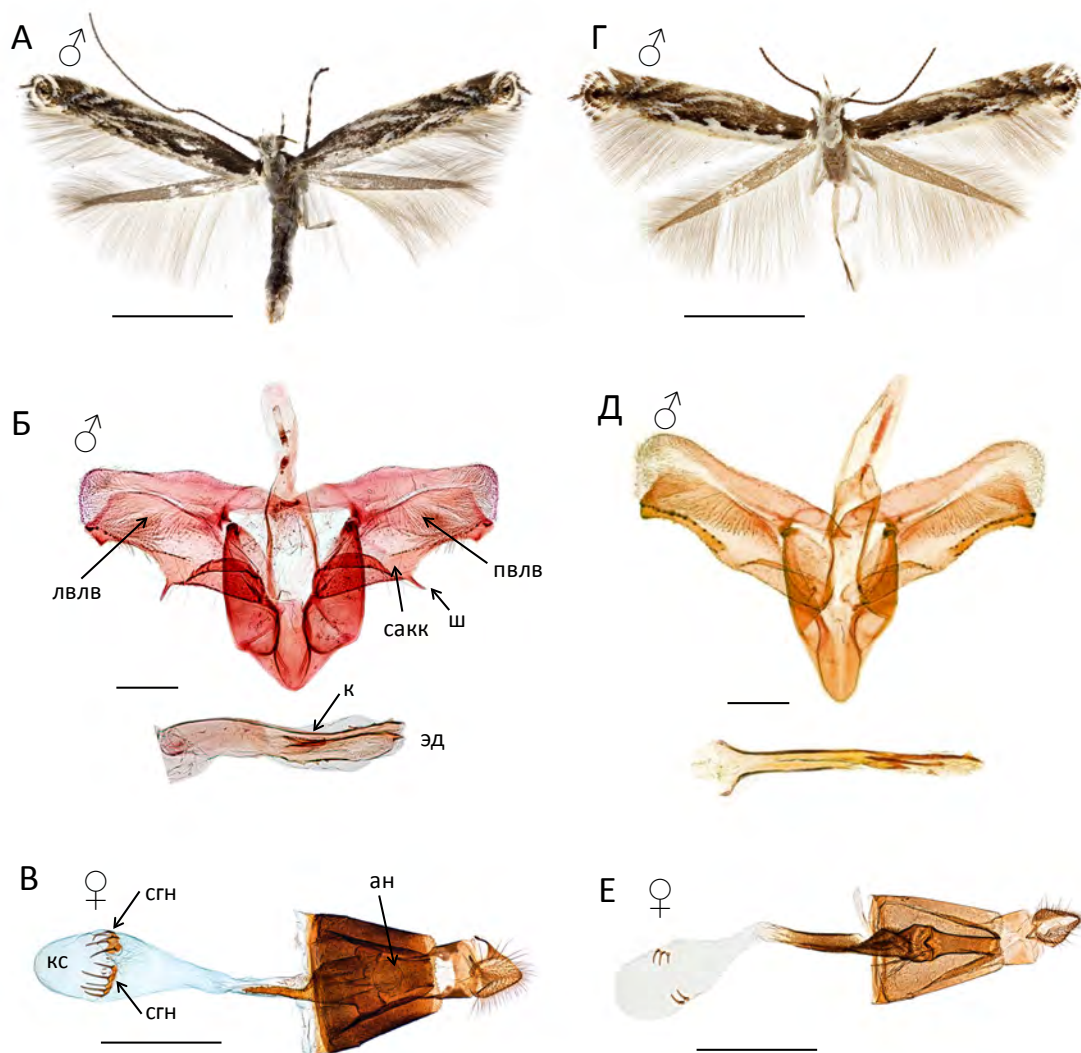 А ♂
Г ♂
Б ♂
Д ♂
лвлв
пвлв
сакк
ш
к
эд
В ♀
сгн
ан
Е ♀
кс
сгн